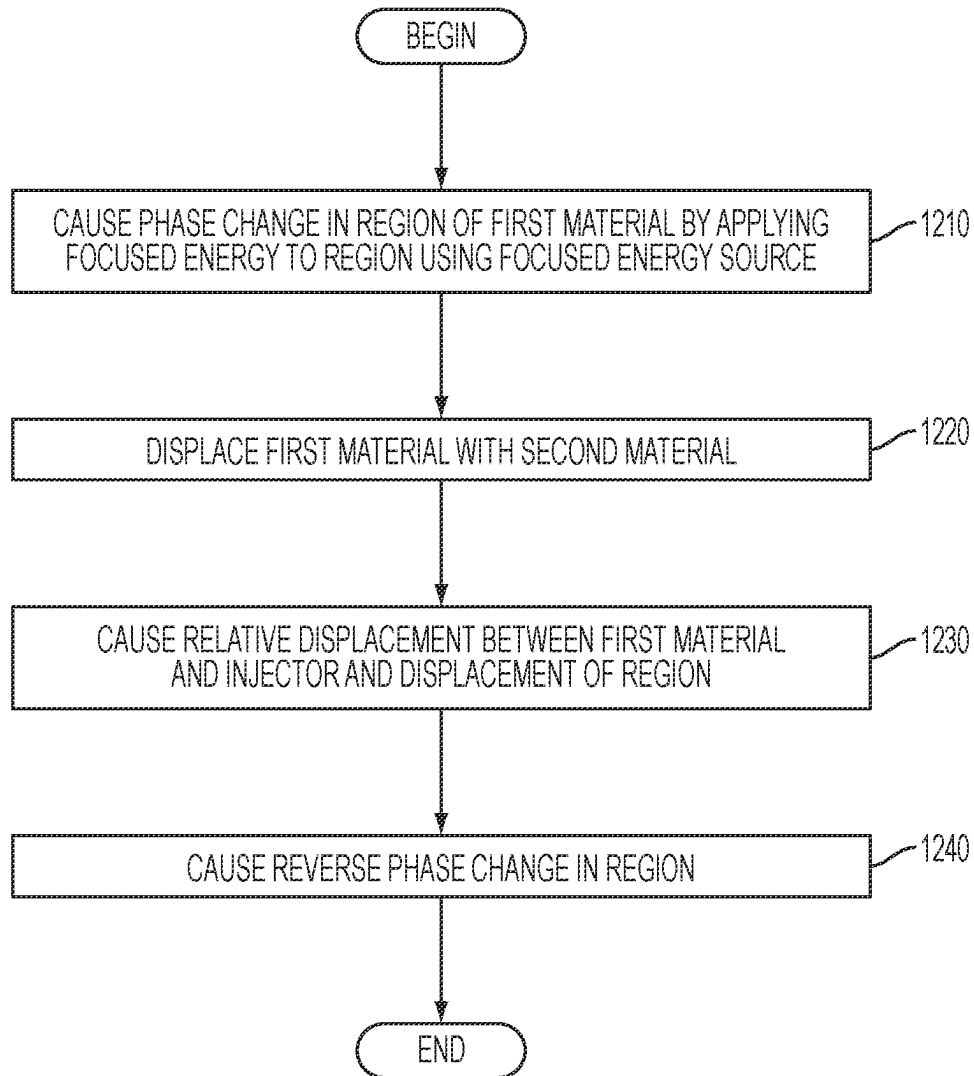 BEGIN
CAUSE PHASE CHANGE IN REGION OF FIRST MATERIAL BY APPLYING
FOCUSED ENERGY TO REGION USING FOCUSED ENERGY SOURCE
1210
DISPLACE FIRST MATERIAL WITH SECOND MATERIAL
1220
CAUSE RELATIVE DISPLACEMENT BETWEEN FIRST MATERIAL
AND INJECTOR AND DISPLACEMENT OF REGION
1230
CAUSE REVERSE PHASE CHANGE IN REGION
1240
END